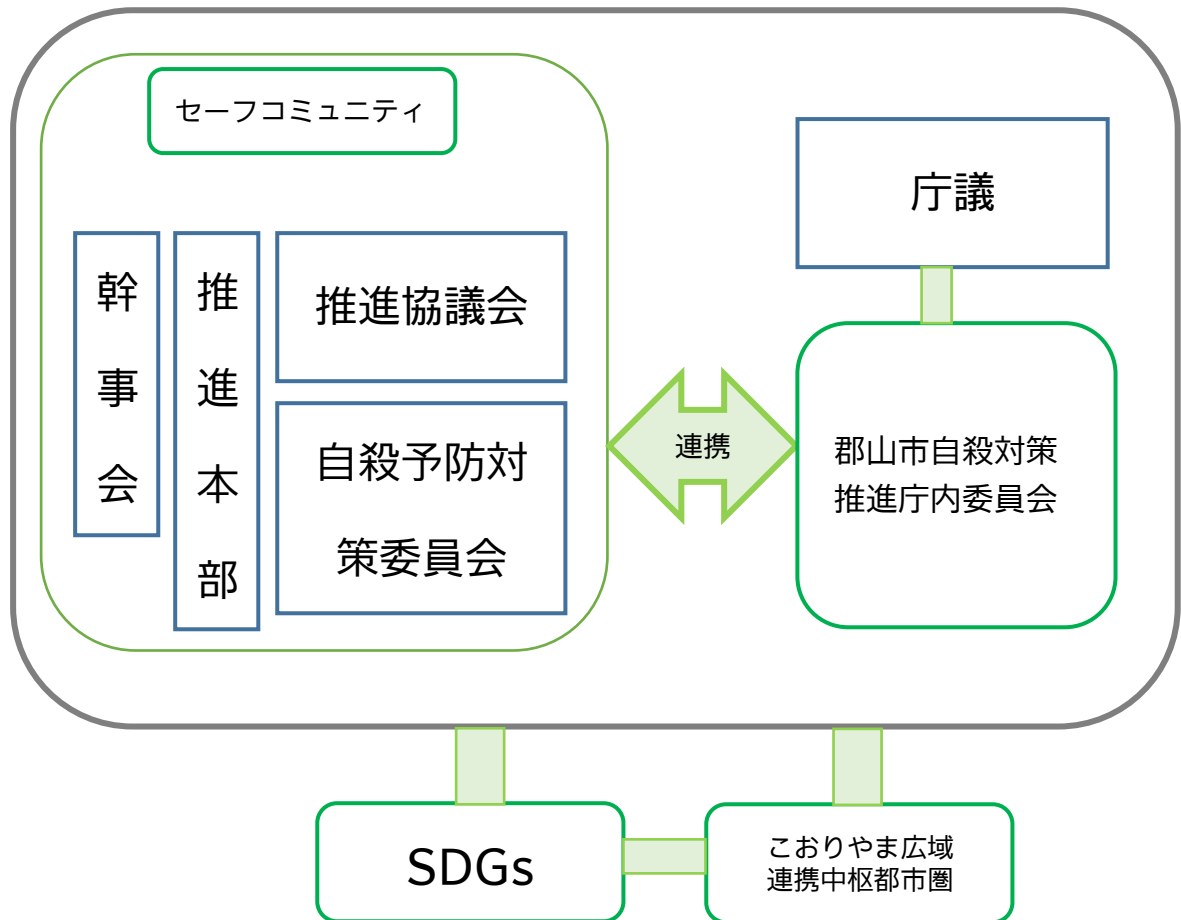 セーフコミュニティ
庁議
幹事会
推進本部
推進協議会
自殺予防対
策委員会
連携
郡山市自殺対策
推進庁内委員会
SDGs
こおりやま広域
連携中枢都市圏